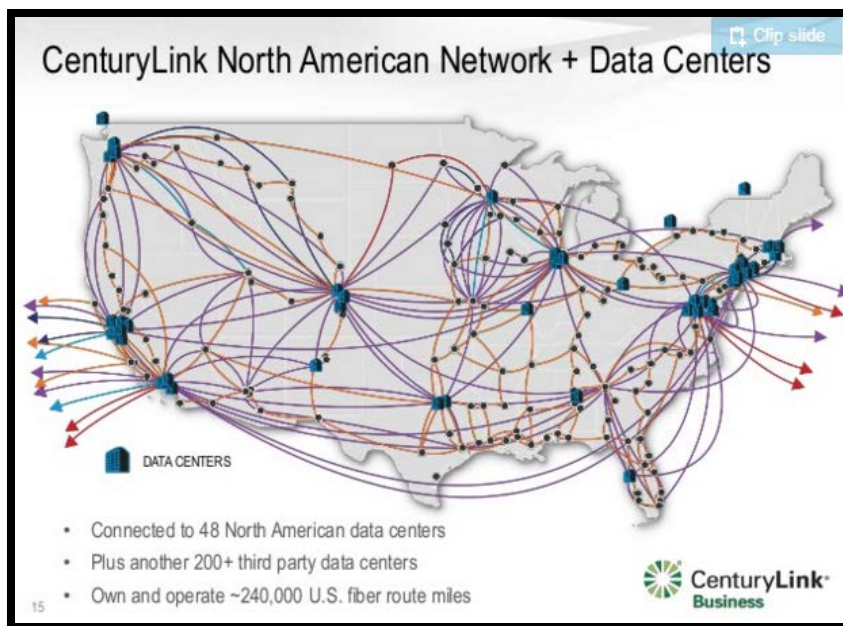 Clip slide
CenturyLink North American Network + Data Centers
DATA CENTERS
• Connected to 48 North American data centers
• Plus another 200+ third party data centers
• Own and operate ~240,000 U.S. fiber route miles
15
CenturyLink®
Business